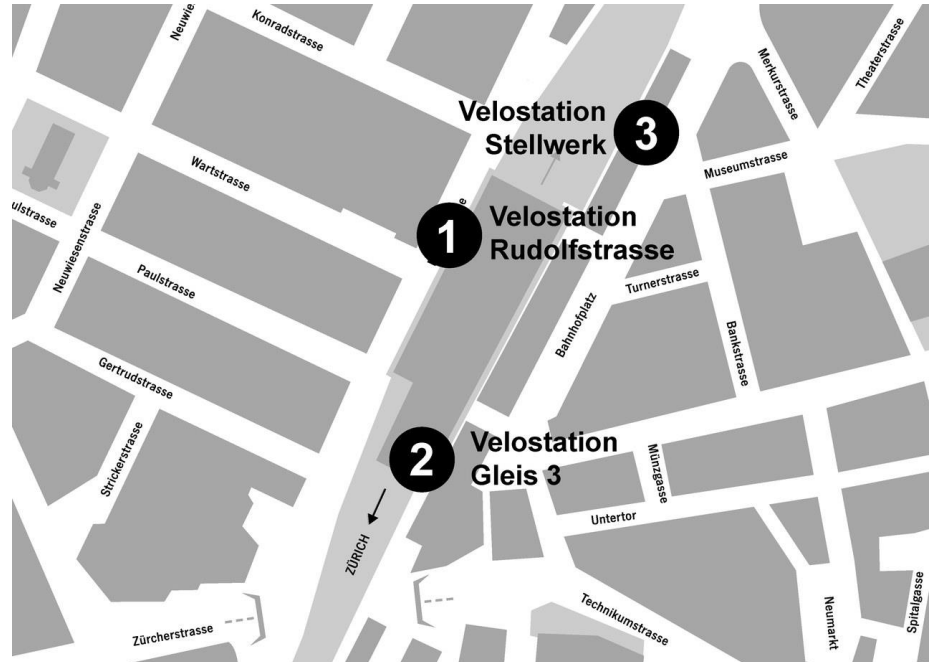 Neuwie
Konradstrasse
Merkurstrasse
Theaterstrasse
Velostation
Stellwerk
3
Museumstrasse
Wartstrasse
ulstrasse
Neuwiesenstrasse
1
Velostation
Rudolfstrasse
Paulstrasse
Turnerstrasse
Bahnhofplatz
Bankstrasse
Gertrudstrasse
Strickerstrasse
2
Velostation
Gleis 3
Münzgasse
Untertor
ZÜRICH
Zürcherstrasse
Technikumstrasse
Neumarkt
Spitalgasse